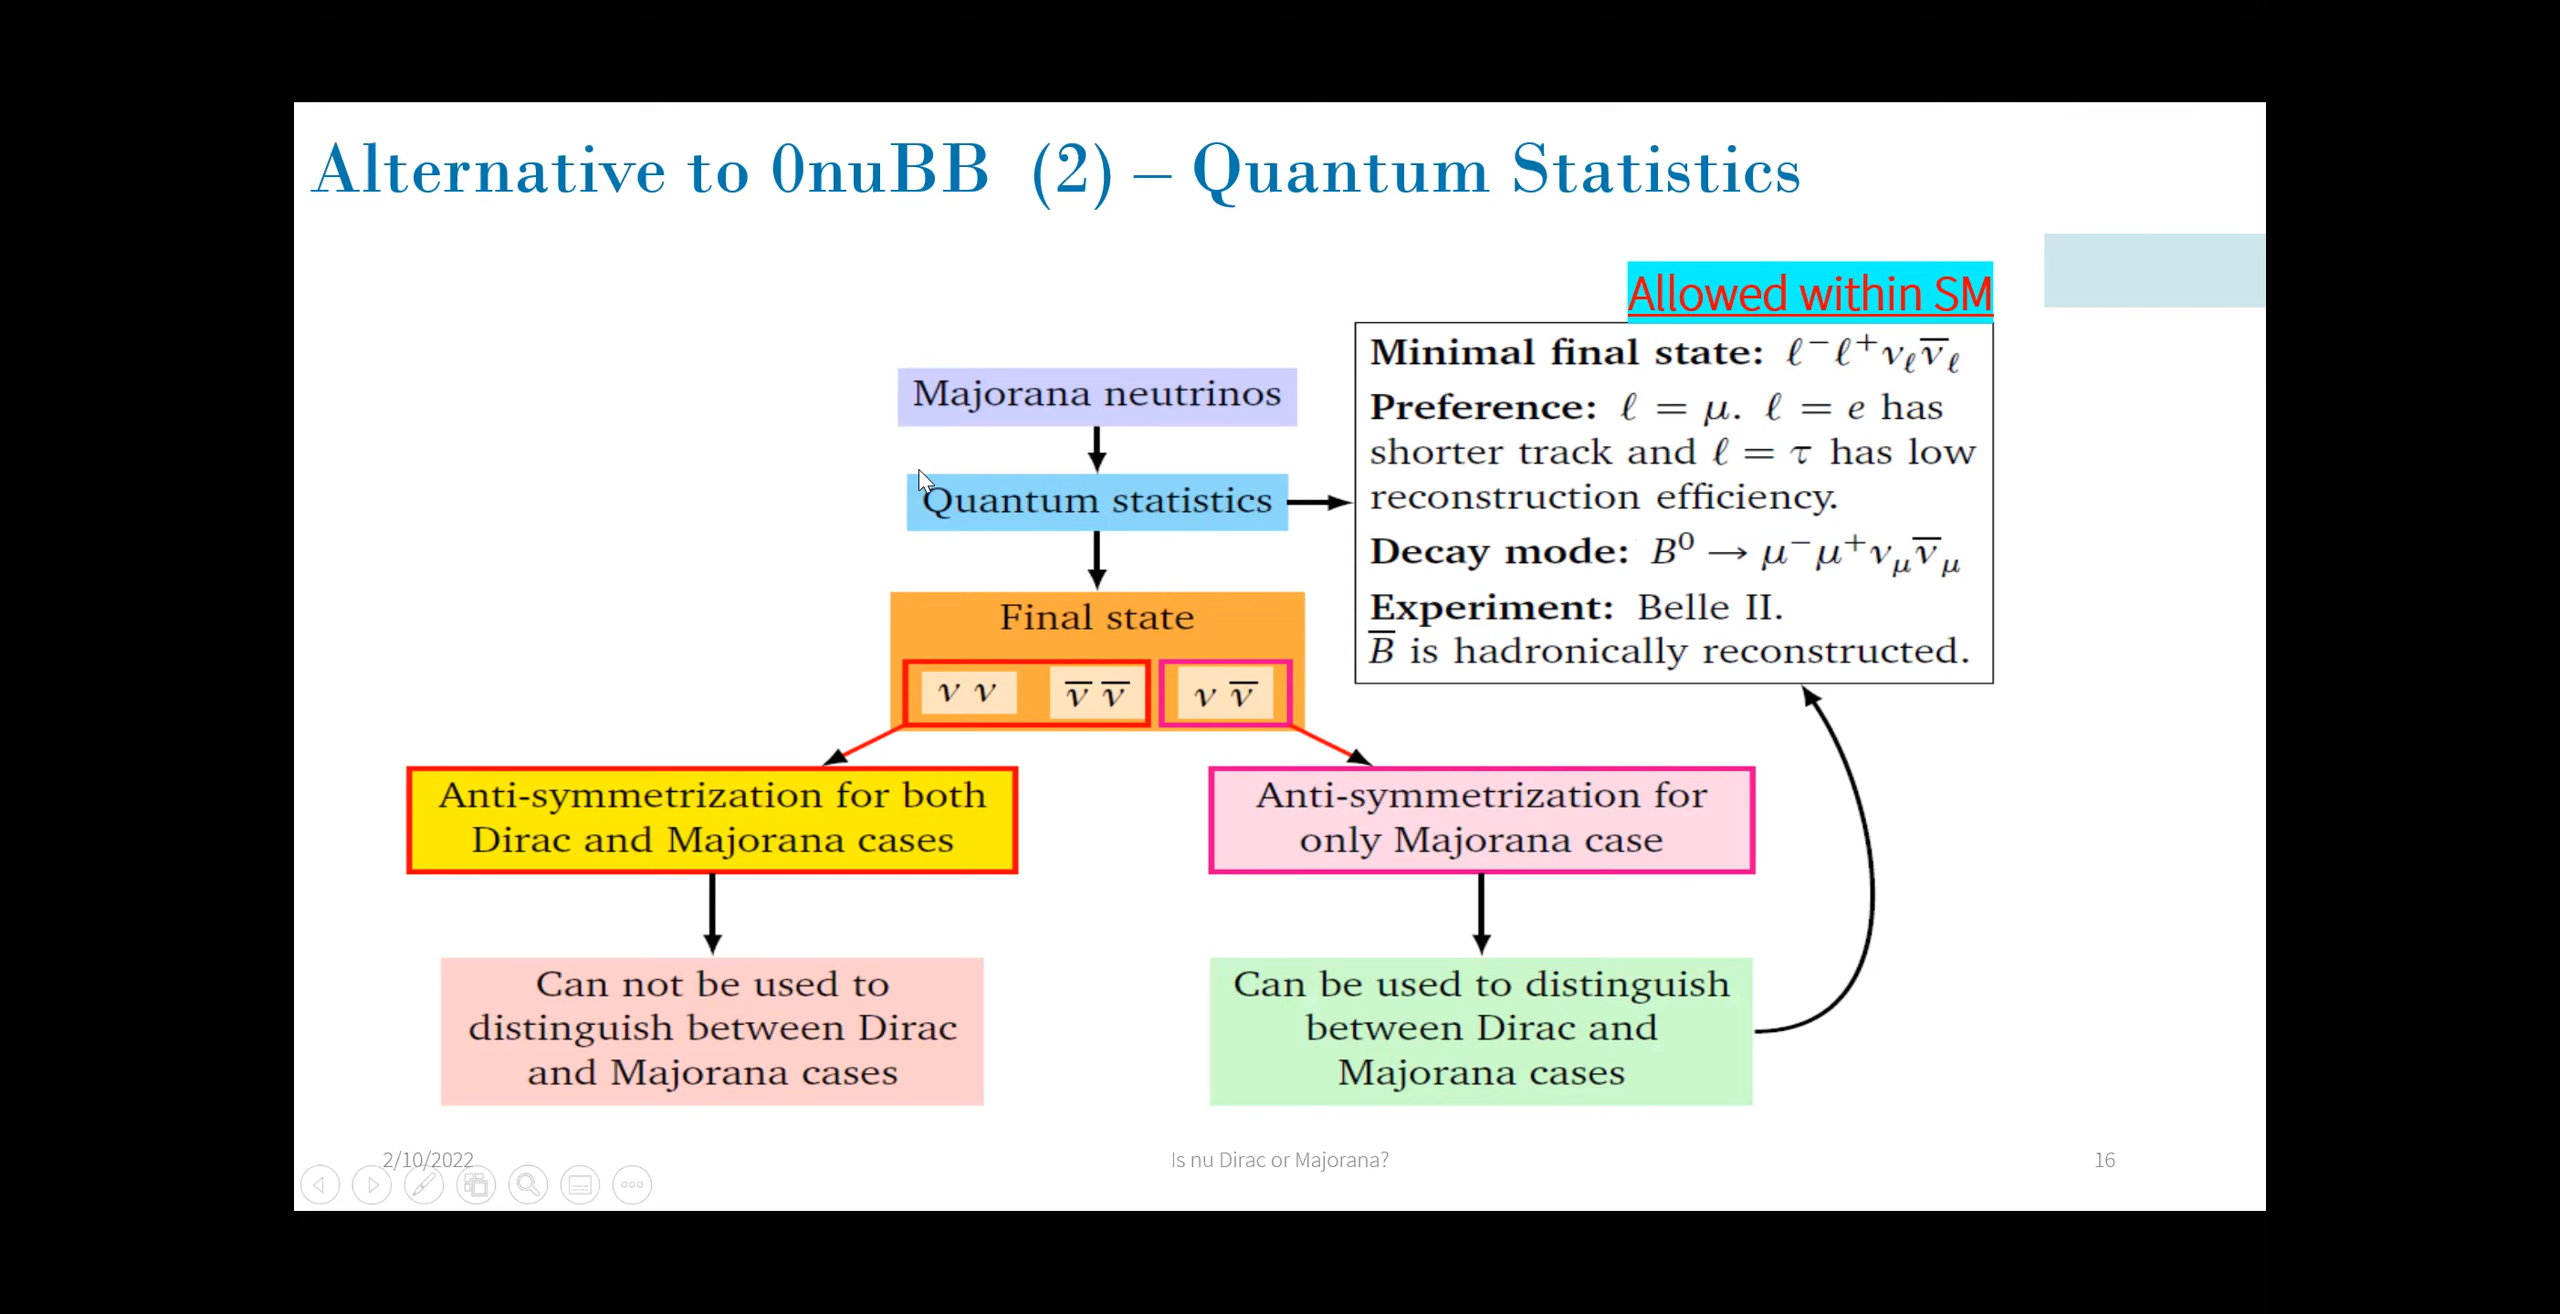 Alternative to 0nuBB (2) – Quantum Statistics
Allowed within SM
Minimal final state: ℓ⁻ℓ⁺ν_ℓν̅_ℓ
Preference: ℓ = μ. ℓ = e has
shorter track and ℓ = τ has low
reconstruction efficiency.
Decay mode: B⁰ → μ⁻μ⁺ν_μν̅_μ
Experiment: Belle II.
B̅ is hadronically reconstructed.
Majorana neutrinos
Quantum statistics
Final state
ν ν ν̅ ν̅ ν ν̅
Anti-symmetrization for both
Dirac and Majorana cases
Anti-symmetrization for
only Majorana case
Can not be used to
distinguish between Dirac
and Majorana cases
Can be used to distinguish
between Dirac and
Majorana cases
2/10/2022
Is nu Dirac or Majorana?
16